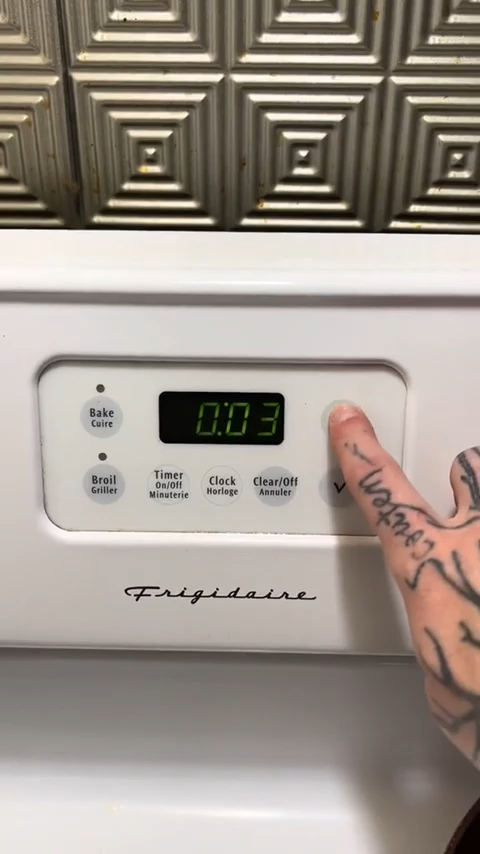 Bake
Cuire
0:03
Broil
Griller
Timer
On/Off
Minuterie
Clock
Horloge
Clear/Off
Annuler
Frigidaire